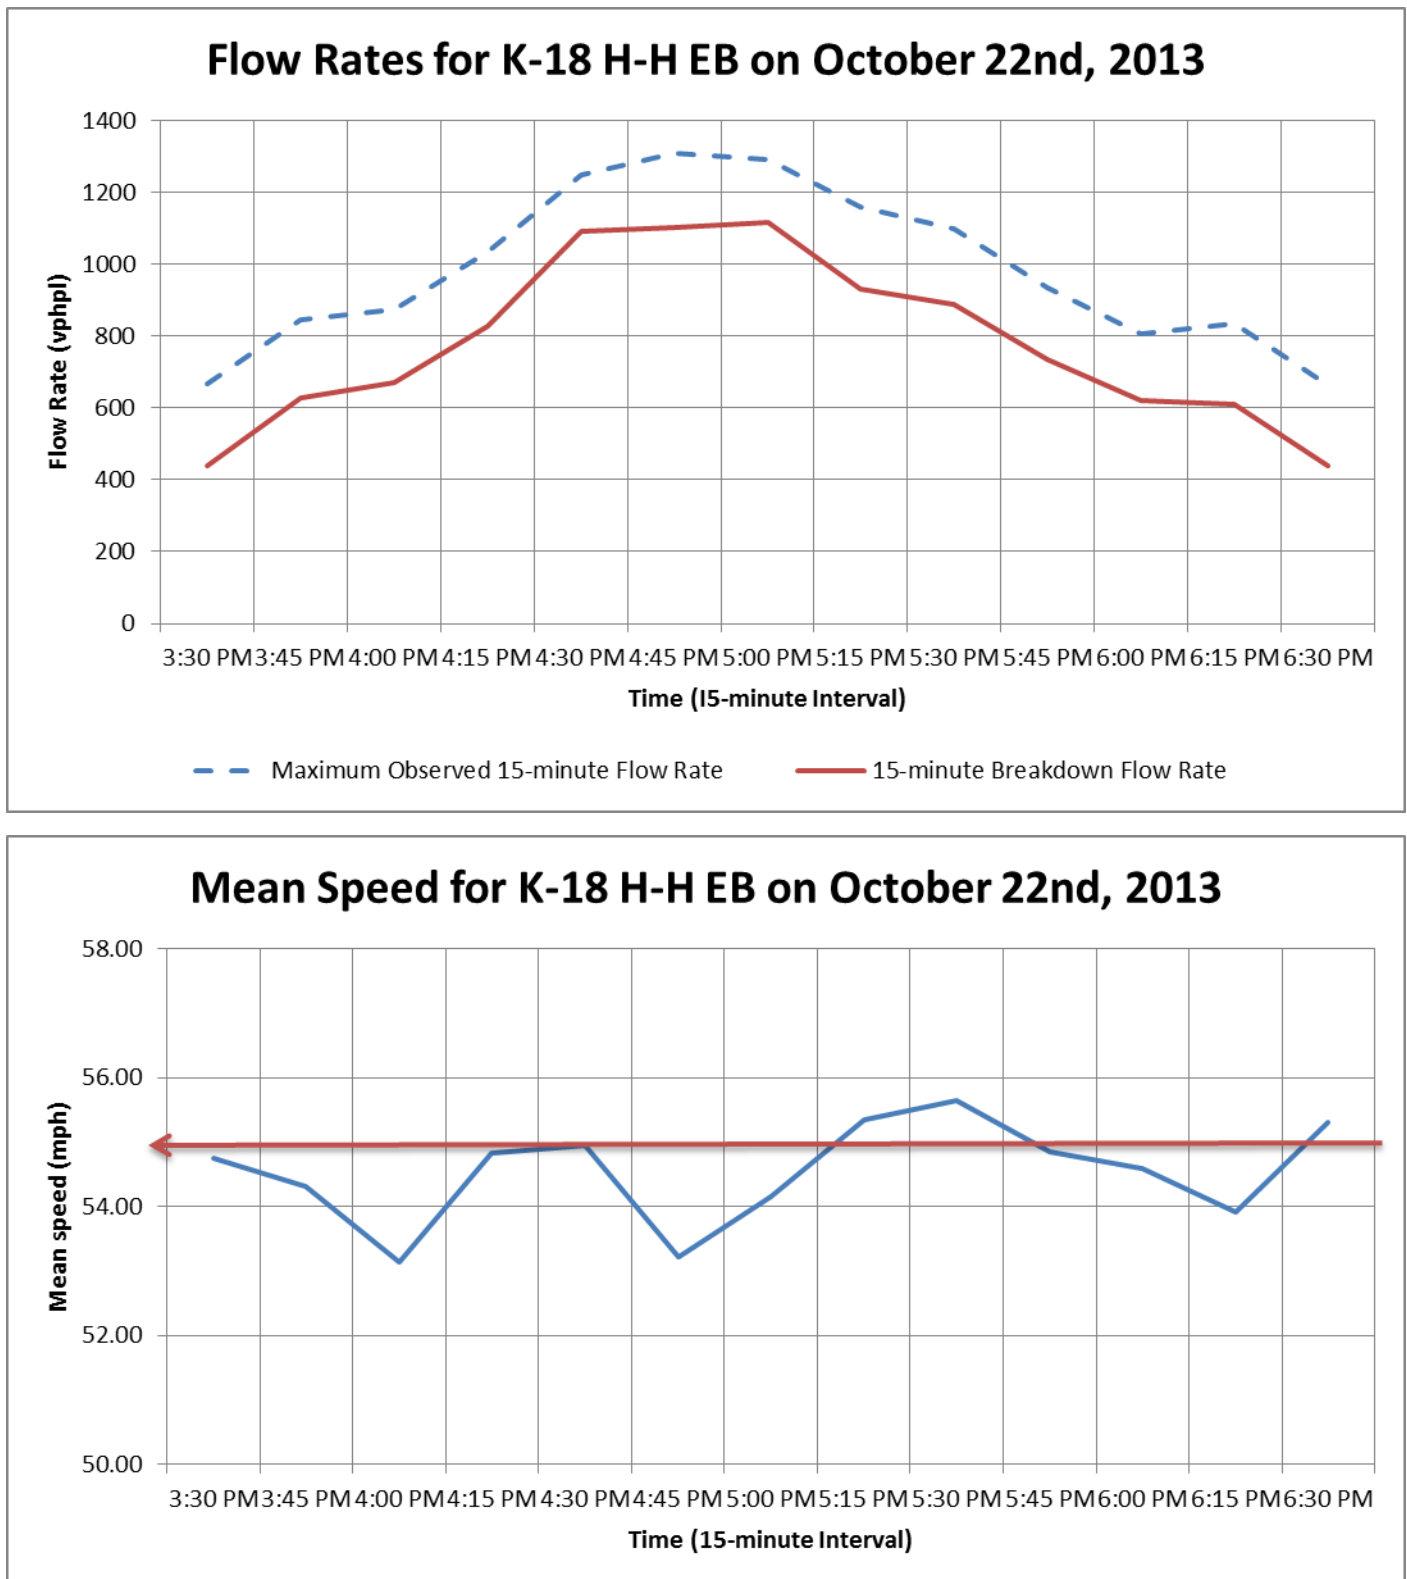 Flow Rates for K-18 H-H EB on October 22nd, 2013
1400
1200
1000
800
600
400
200
0
Flow Rate (vphpl)
3:30 PM 3:45 PM 4:00 PM 4:15 PM 4:30 PM 4:45 PM 5:00 PM 5:15 PM 5:30 PM 5:45 PM 6:00 PM 6:15 PM 6:30 PM
Time (I5-minute Interval)
Maximum Observed 15-minute Flow Rate 15-minute Breakdown Flow Rate
Mean Speed for K-18 H-H EB on October 22nd, 2013
58.00
56.00
54.00
52.00
50.00
Mean speed (mph)
3:30 PM 3:45 PM 4:00 PM 4:15 PM 4:30 PM 4:45 PM 5:00 PM 5:15 PM 5:30 PM 5:45 PM 6:00 PM 6:15 PM 6:30 PM
Time (15-minute Interval)